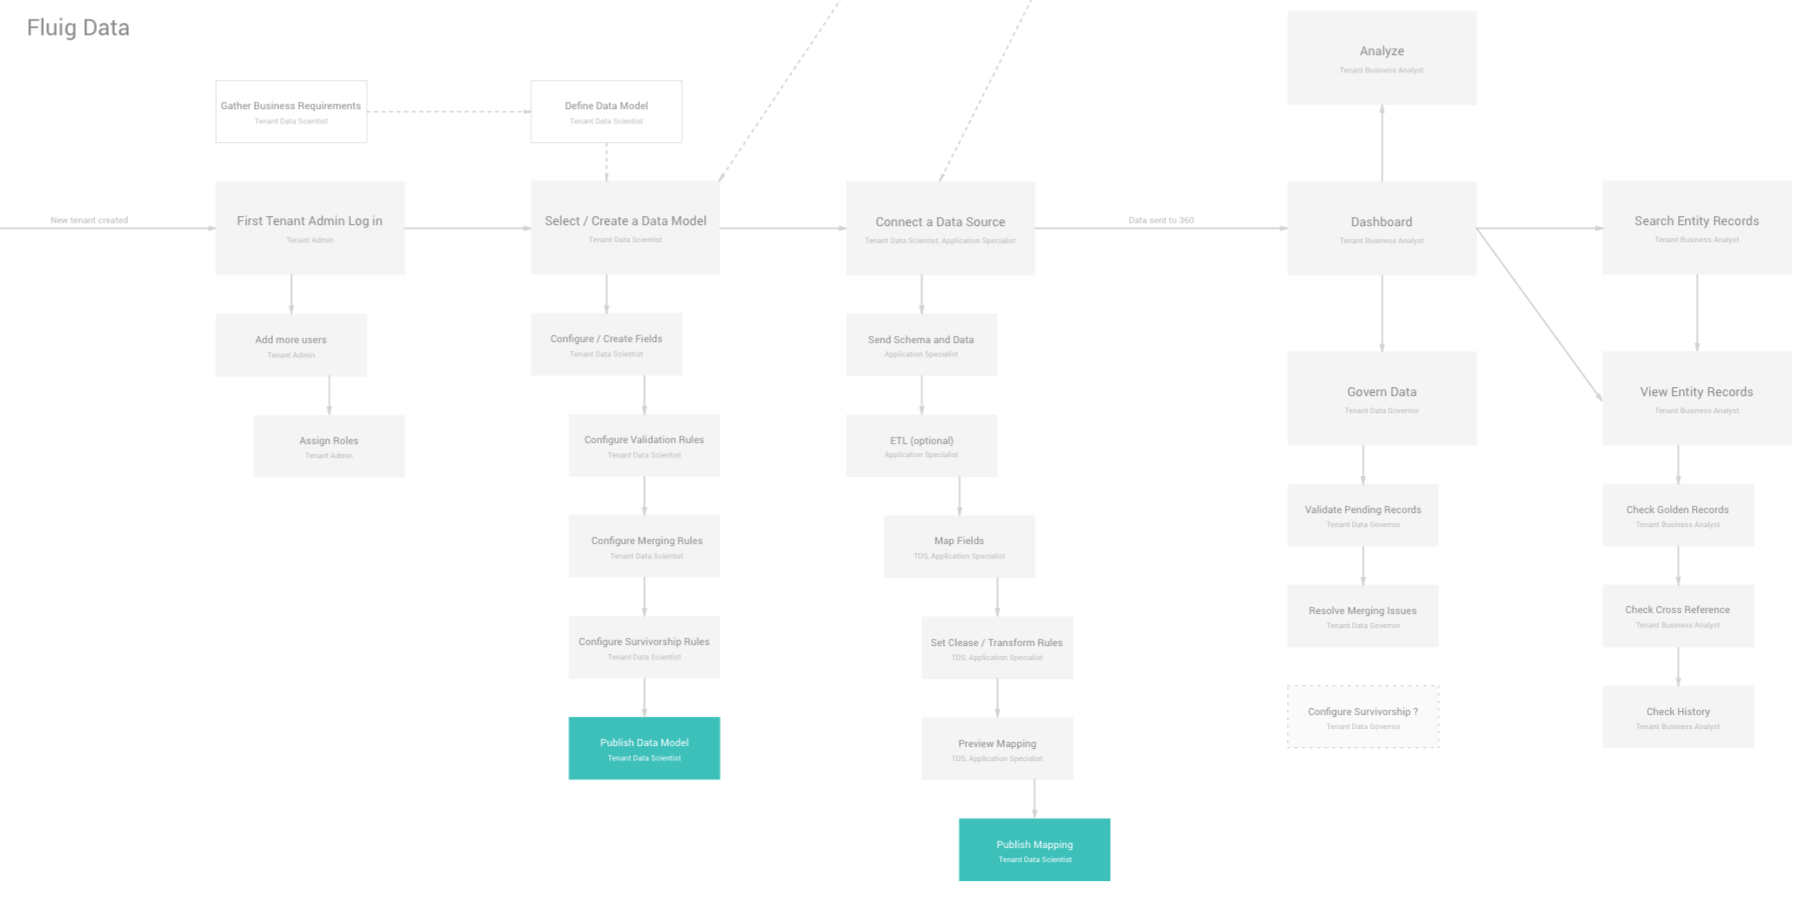 Fluig Data
Gather Business Requirements
Tenant Data Scientist
Define Data Model
Tenant Data Scientist
New tenant created
First Tenant Admin Log in
Tenant Admin
Add more users
Tenant Admin
Assign Roles
Tenant Admin
Select / Create a Data Model
Tenant Data Scientist
Configure / Create Fields
Tenant Data Scientist
Configure Validation Rules
Tenant Data Scientist
Configure Merging Rules
Tenant Data Scientist
Configure Survivorship Rules
Tenant Data Scientist
Publish Data Model
Tenant Data Scientist
Connect a Data Source
Tenant Data Scientist, Application Specialist
Send Schema and Data
Application Specialist
ETL (optional)
Application Specialist
Map Fields
TDS, Application Specialist
Set Clease / Transform Rules
TDS, Application Specialist
Preview Mapping
TDS, Application Specialist
Publish Mapping
Tenant Data Scientist
Data sent to 360
Analyze
Tenant Business Analyst
Dashboard
Tenant Business Analyst
Govern Data
Tenant Data Governor
Validate Pending Records
Tenant Data Governor
Resolve Merging Issues
Tenant Data Governor
Configure Survivorship ?
Tenant Data Governor
Search Entity Records
Tenant Business Analyst
View Entity Records
Tenant Business Analyst
Check Golden Records
Tenant Business Analyst
Check Cross Reference
Tenant Business Analyst
Check History
Tenant Business Analyst